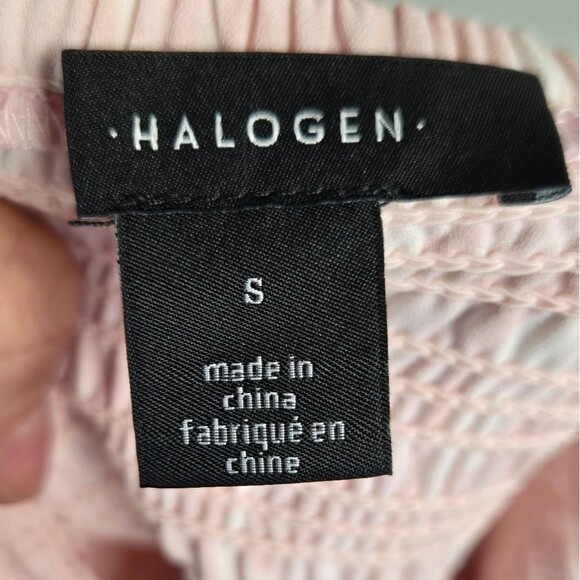 ·HALOGEN·
S
made in
china
fabriqué en
chine